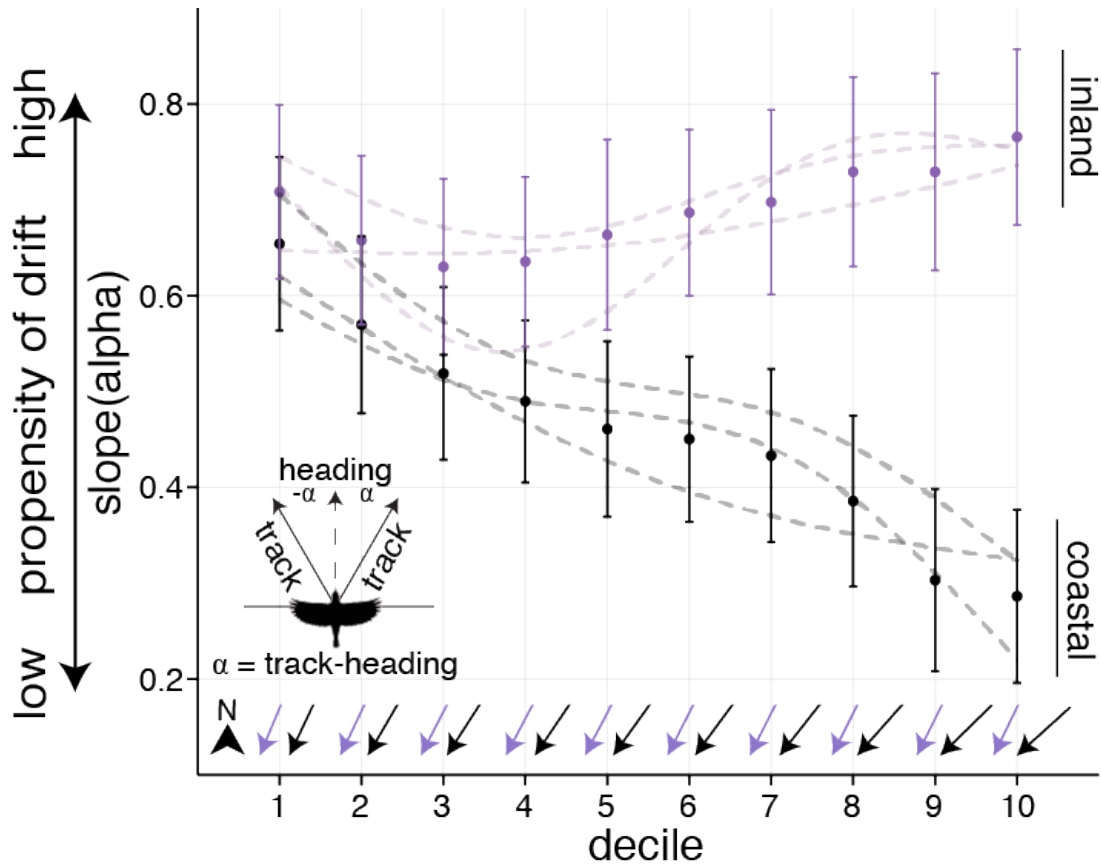 low propensity of drift high
slope(alpha)
0.8
0.6
0.4
0.2
inland
coastal
heading
-α α
track track
α = track-heading
N
1 2 3 4 5 6 7 8 9 10
decile